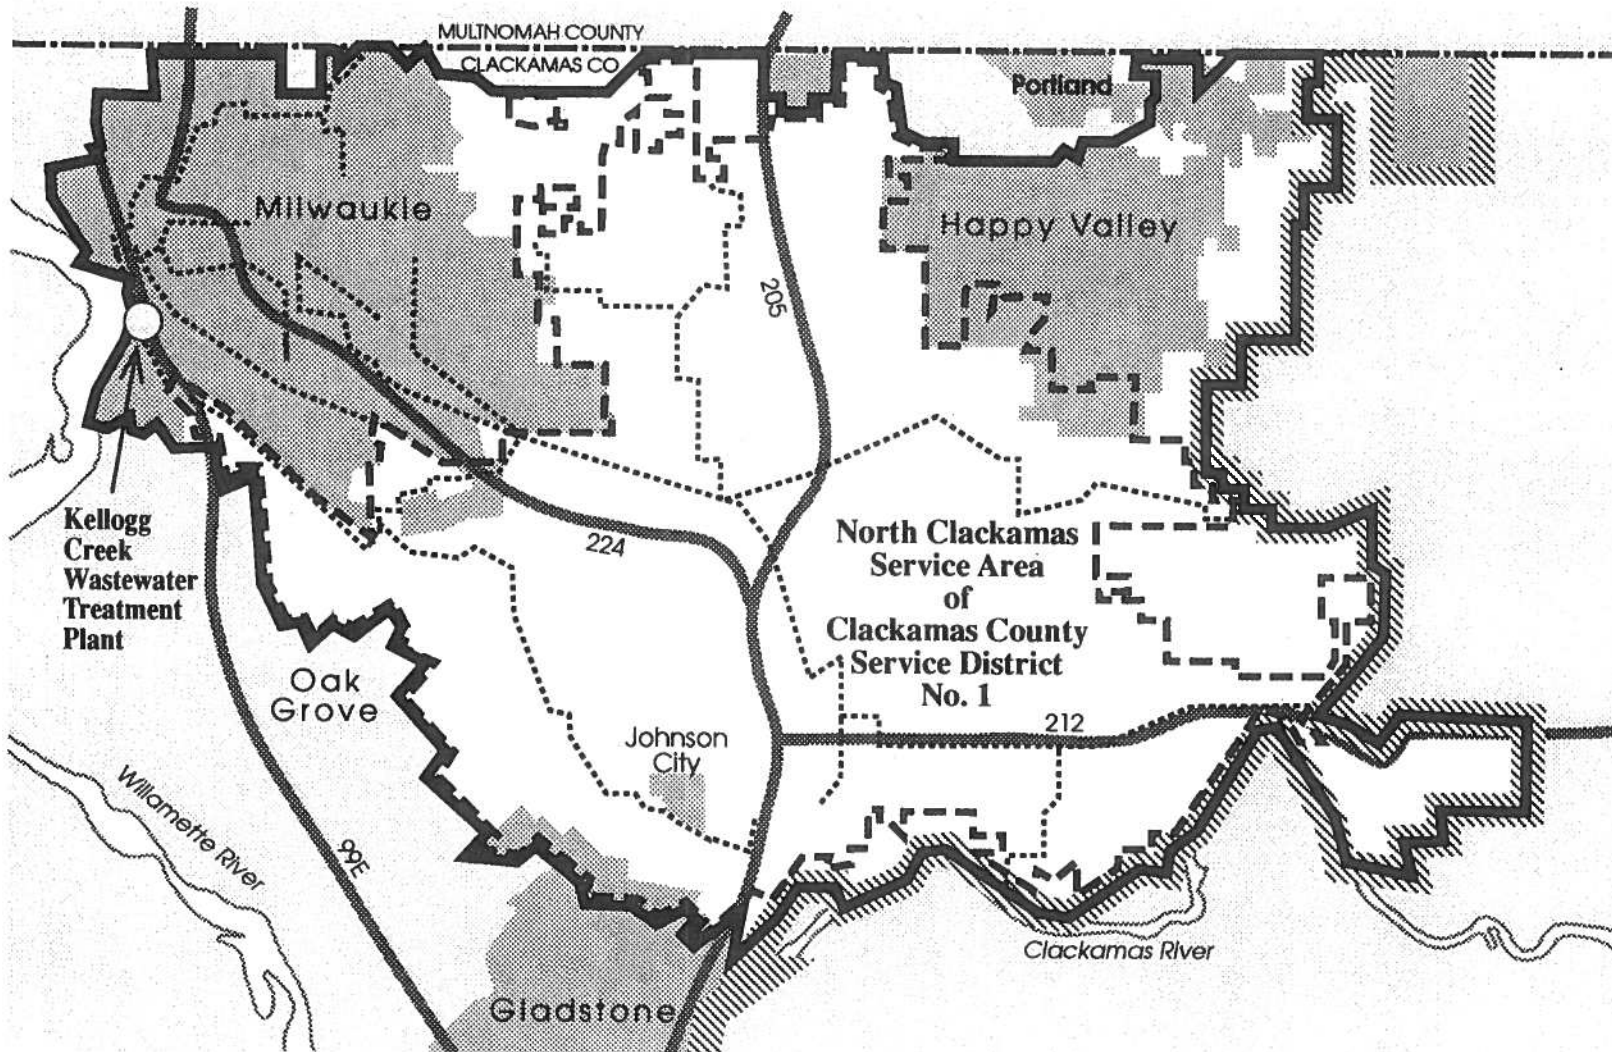 MULTNOMAH COUNTY
CLACKAMAS CO
Portland
Milwaukie
Happy Valley
205
Kellogg
Creek
Wastewater
Treatment
Plant
224
North Clackamas
Service Area
of
Clackamas County
Service District
No. 1
Oak
Grove
212
Johnson
City
Willamette River
99E
Clackamas River
Gladstone